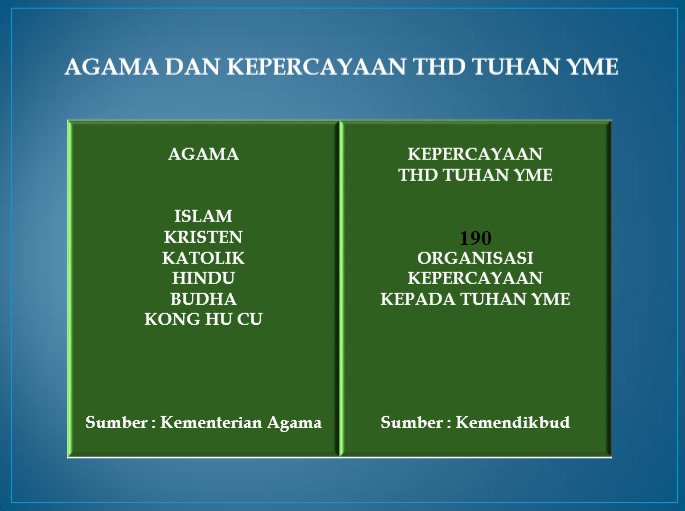 AGAMA DAN KEPERCAYAAN THD TUHAN YME
AGAMA
ISLAM
KRISTEN
KATOLIK
HINDU
BUDHA
KONG HU CU
Sumber : Kementerian Agama
KEPERCAYAAN
THD TUHAN YME
190
ORGANISASI
KEPERCAYAAN
KEPADA TUHAN YME
Sumber : Kemendikbud